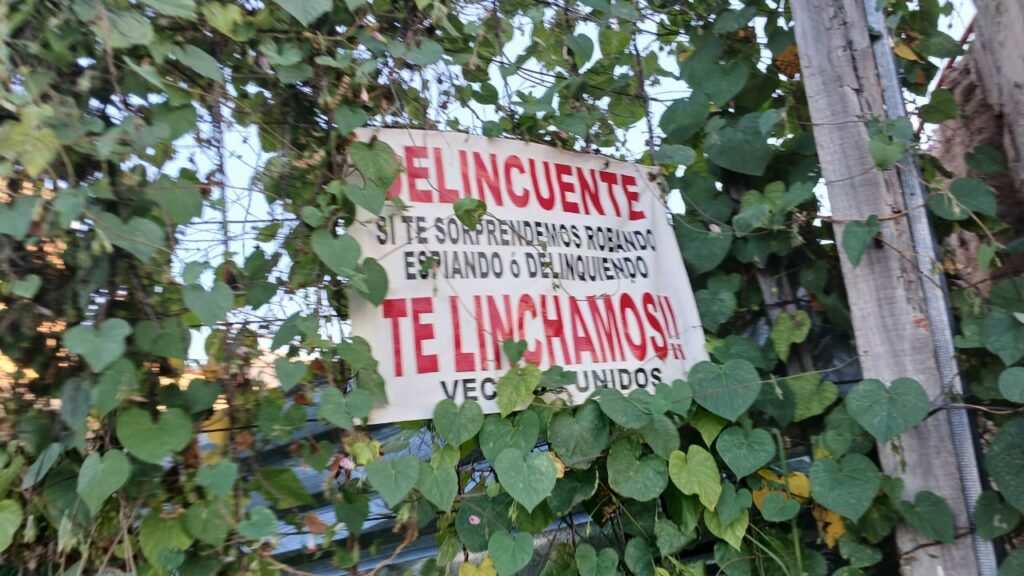 DELINCUENTE
SI TE SORPRENDEMOS ROBANDO
ESPIANDO ó DELINQUIENDO
TE LINCHAMOS!!
UNIDOS